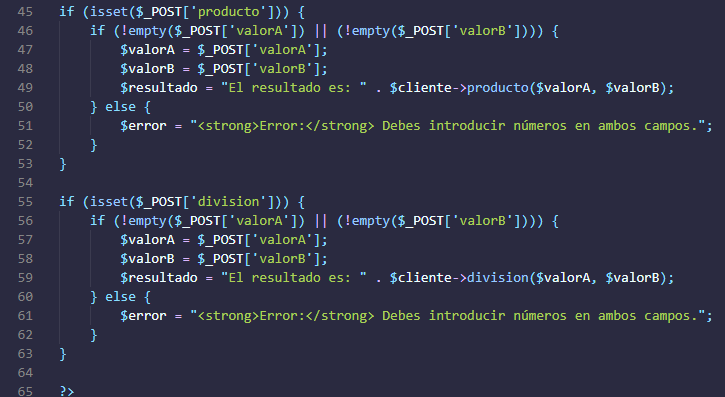 45 if (isset($_POST['producto'])) {
46 if (!empty($_POST['valorA']) || (!empty($_POST['valorB']))) {
47 $valorA = $_POST['valorA'];
48 $valorB = $_POST['valorB'];
49 $resultado = "El resultado es: " . $cliente->producto($valorA, $valorB);
50 } else {
51 $error = "<strong>Error:</strong> Debes introducir números en ambos campos.";
52 }
53 }
54
55 if (isset($_POST['division'])) {
56 if (!empty($_POST['valorA']) || (!empty($_POST['valorB']))) {
57 $valorA = $_POST['valorA'];
58 $valorB = $_POST['valorB'];
59 $resultado = "El resultado es: " . $cliente->division($valorA, $valorB);
60 } else {
61 $error = "<strong>Error:</strong> Debes introducir números en ambos campos.";
62 }
63 }
64
65 ?>